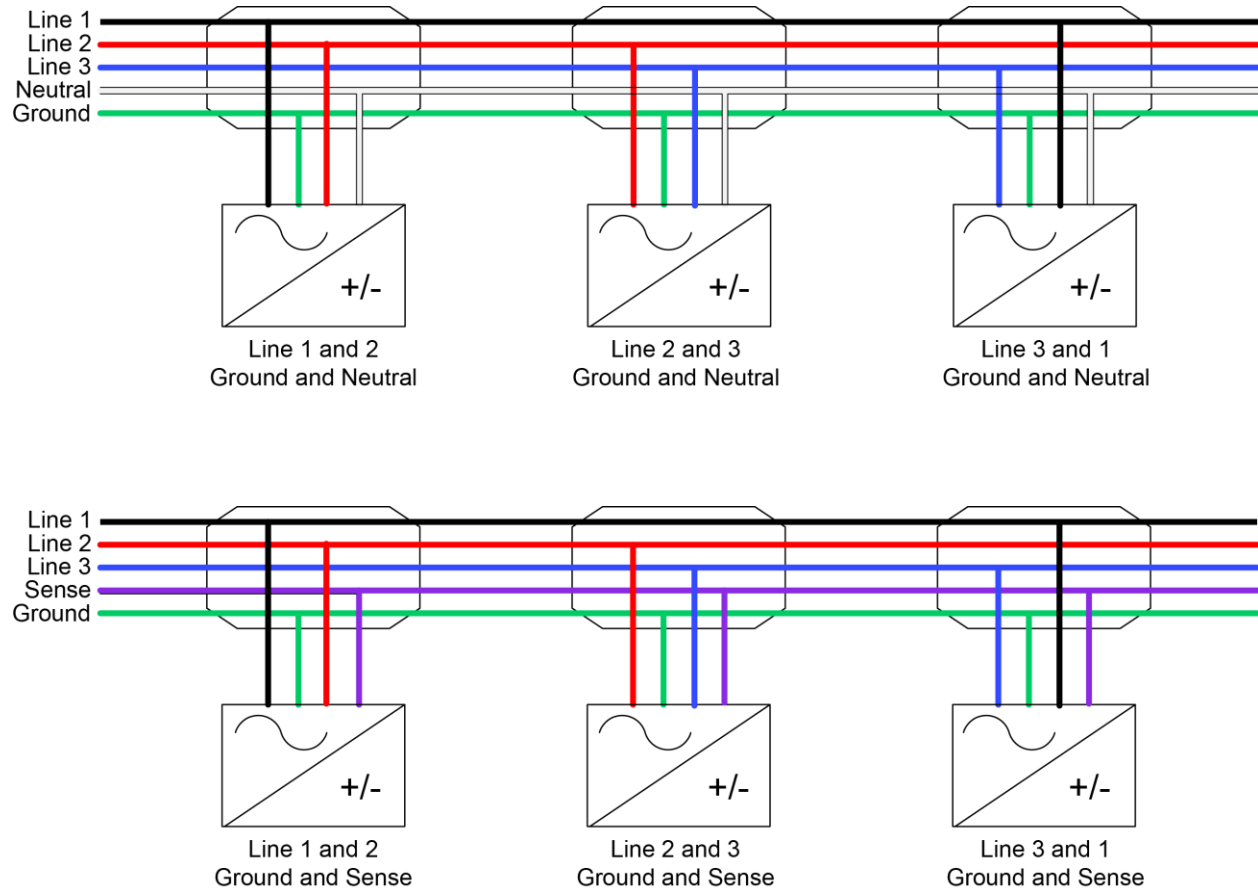 Line 1
Line 2
Line 3
Neutral
Ground
+/-
+/-
+/-
Line 1 and 2
Ground and Neutral
Line 2 and 3
Ground and Neutral
Line 3 and 1
Ground and Neutral
Line 1
Line 2
Line 3
Sense
Ground
+/-
+/-
+/-
Line 1 and 2
Ground and Sense
Line 2 and 3
Ground and Sense
Line 3 and 1
Ground and Sense